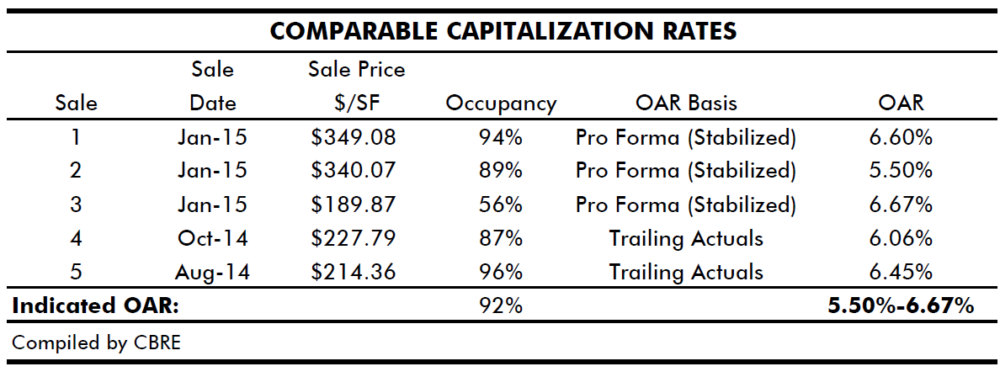 COMPARABLE CAPITALIZATION RATES
Sale Sale Price
Sale Date $/SF Occupancy OAR Basis OAR
1 Jan-15 $349.08 94% Pro Forma (Stabilized) 6.60%
2 Jan-15 $340.07 89% Pro Forma (Stabilized) 5.50%
3 Jan-15 $189.87 56% Pro Forma (Stabilized) 6.67%
4 Oct-14 $227.79 87% Trailing Actuals 6.06%
5 Aug-14 $214.36 96% Trailing Actuals 6.45%
Indicated OAR: 92% 5.50%-6.67%
Compiled by CBRE